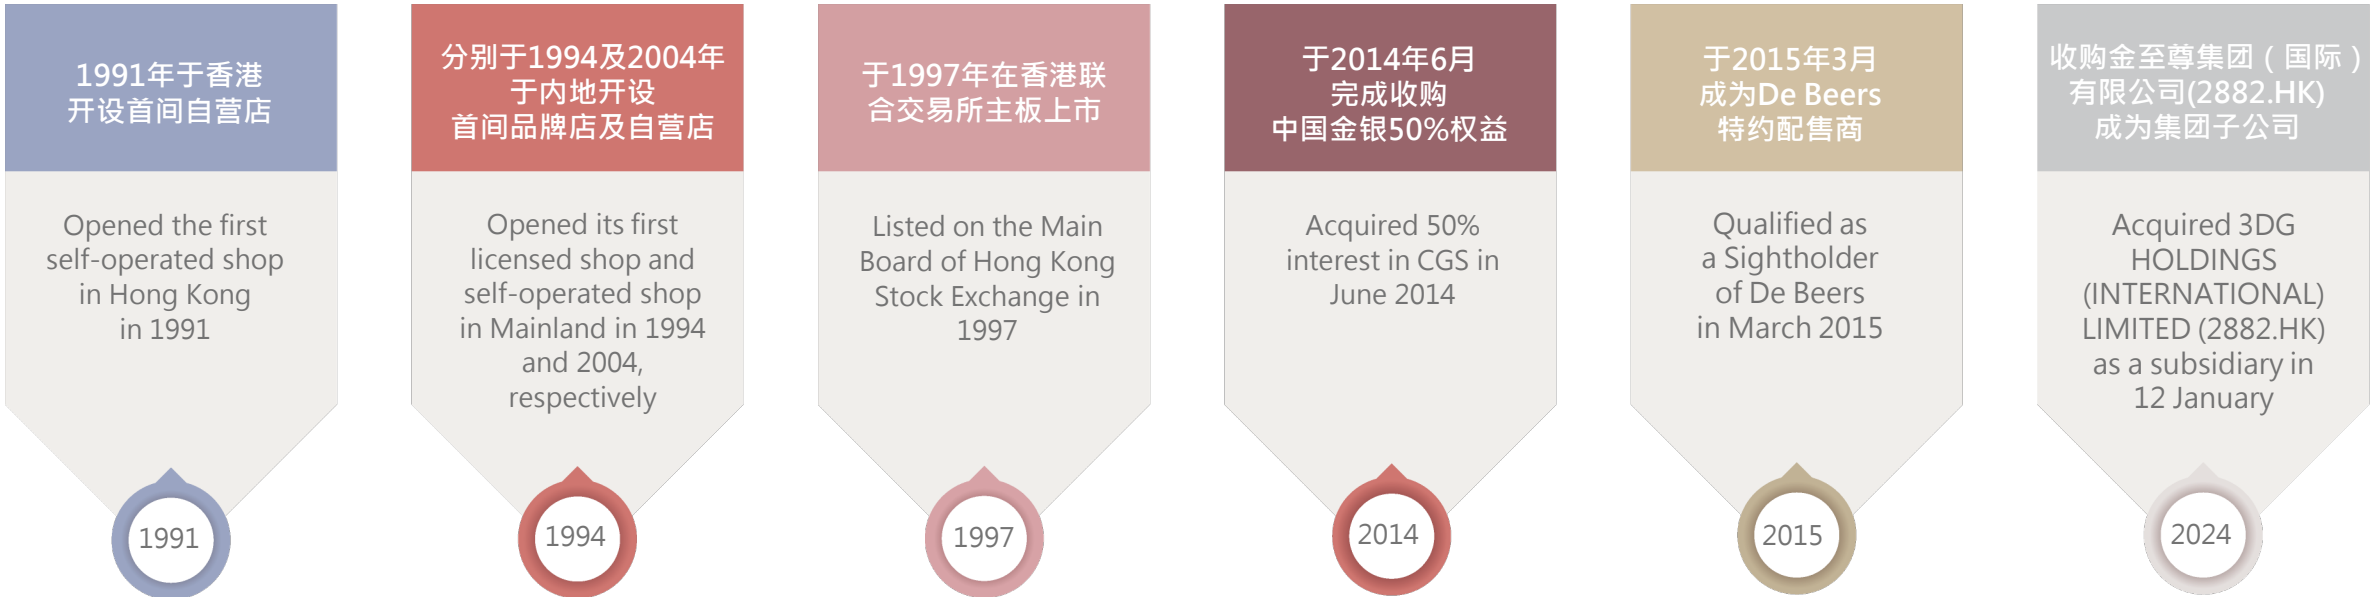 1991年于香港
开设首间自营店
Opened the first
self-operated shop
in Hong Kong
in 1991
1991
分别于1994及2004年
于内地开设
首间品牌店及自营店
Opened its first
licensed shop and
self-operated shop
in Mainland in 1994
and 2004,
respectively
1994
于1997年在香港联
合交易所主板上市
Listed on the Main
Board of Hong Kong
Stock Exchange in
1997
1997
于2014年6月
完成收购
中国金银50%权益
Acquired 50%
interest in CGS in
June 2014
2014
于2015年3月
成为De Beers
特约配售商
Qualified as
a Sightholder
of De Beers
in March 2015
2015
收购金至尊集团（国际）
有限公司(2882.HK)
成为集团子公司
Acquired 3DG
HOLDINGS
(INTERNATIONAL)
LIMITED (2882.HK)
as a subsidiary in
12 January
2024